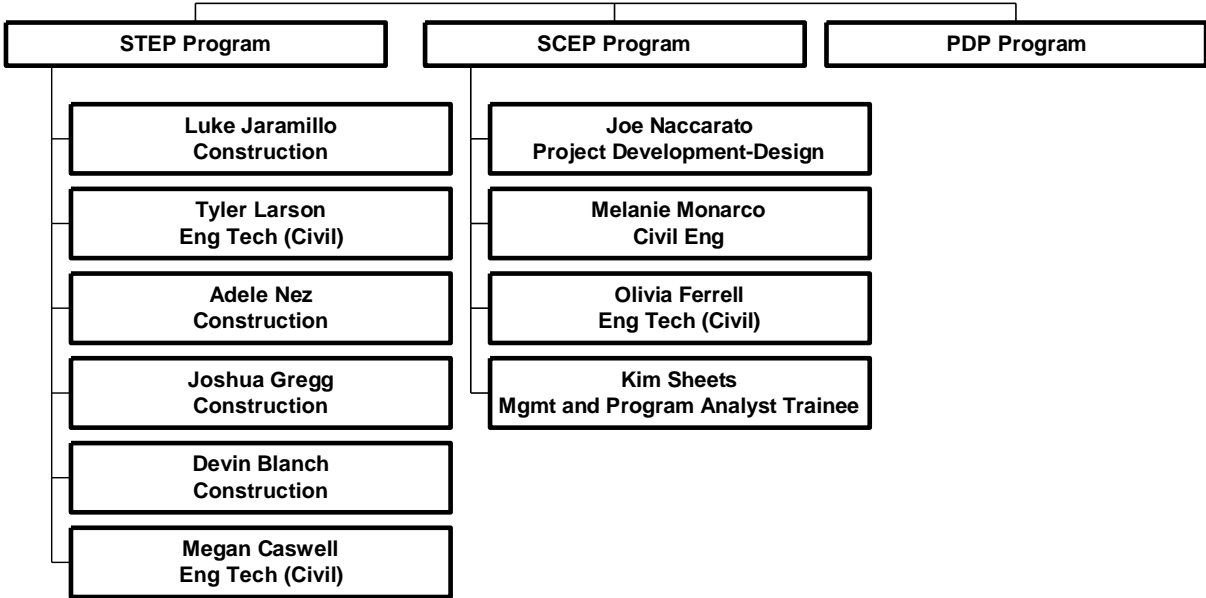 STEP Program
Luke Jaramillo
Construction
Tyler Larson
Eng Tech (Civil)
Adele Nez
Construction
Joshua Gregg
Construction
Devin Blanch
Construction
Megan Caswell
Eng Tech (Civil)
SCEP Program
Joe Naccarato
Project Development-Design
Melanie Monarco
Civil Eng
Olivia Ferrell
Eng Tech (Civil)
Kim Sheets
Mgmt and Program Analyst Trainee
PDP Program